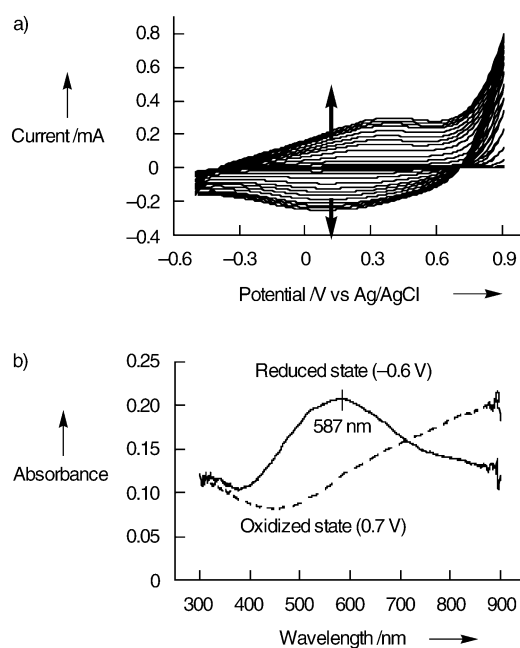 a)
0.8
0.6
0.4
0.2
0
−0.2
−0.4
Current /mA
−0.6 −0.3 0 0.3 0.6 0.9
Potential /V vs Ag/AgCl
b)
0.25
0.20
0.15
0.10
0.05
0
Absorbance
Reduced state (−0.6 V)
587 nm
Oxidized state (0.7 V)
300 400 500 600 700 800 900
Wavelength /nm